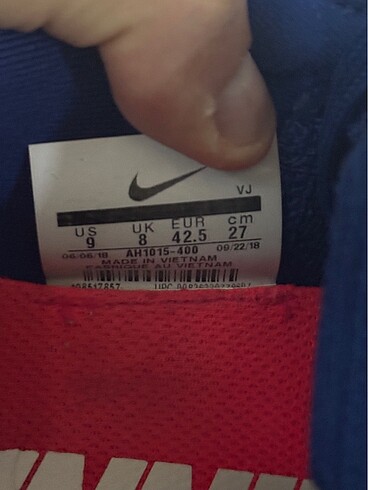 VJ
US UK EUR cm
9 8 42.5 27
06/06/18 AH1015-400 09/22/18
MADE IN VIETNAM
FABRIQUE AU VIETNAM
UPC